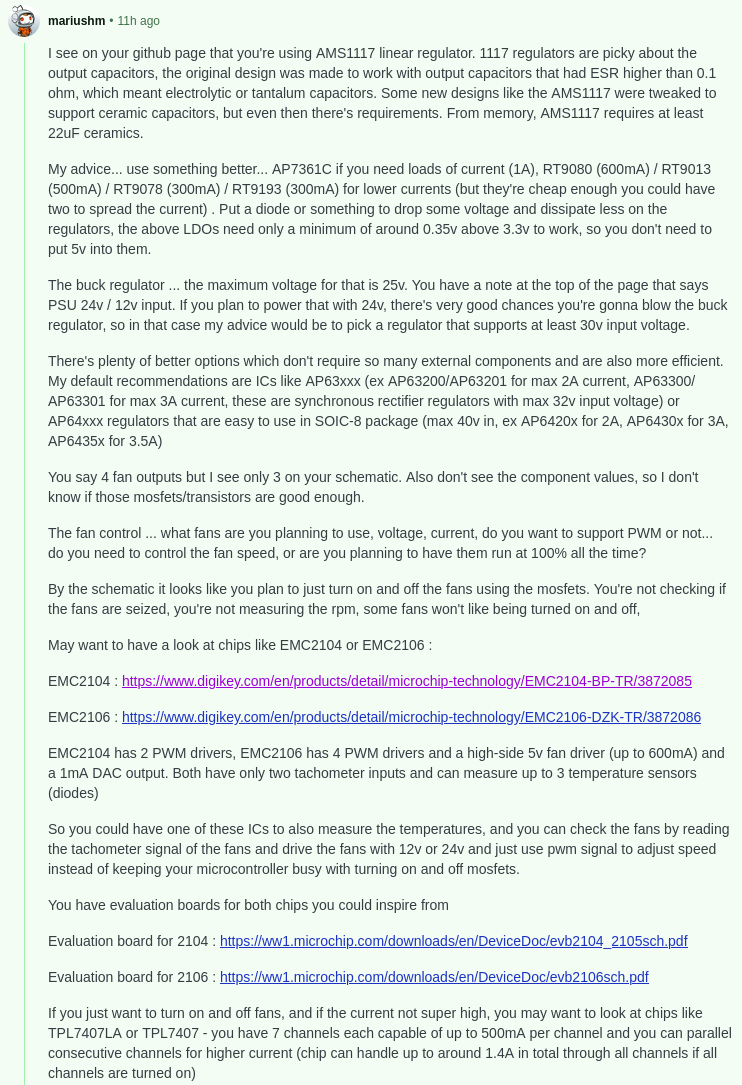 mariushm • 11h ago
I see on your github page that you're using AMS1117 linear regulator. 1117 regulators are picky about the
output capacitors, the original design was made to work with output capacitors that had ESR higher than 0.1
ohm, which meant electrolytic or tantalum capacitors. Some new designs like the AMS1117 were tweaked to
support ceramic capacitors, but even then there's requirements. From memory, AMS1117 requires at least
22uF ceramics.
My advice... use something better... AP7361C if you need loads of current (1A), RT9080 (600mA) / RT9013
(500mA) / RT9078 (300mA) / RT9193 (300mA) for lower currents (but they're cheap enough you could have
two to spread the current) . Put a diode or something to drop some voltage and dissipate less on the
regulators, the above LDOs need only a minimum of around 0.35v above 3.3v to work, so you don't need to
put 5v into them.
The buck regulator ... the maximum voltage for that is 25v. You have a note at the top of the page that says
PSU 24v / 12v input. If you plan to power that with 24v, there's very good chances you're gonna blow the buck
regulator, so in that case my advice would be to pick a regulator that supports at least 30v input voltage.
There's plenty of better options which don't require so many external components and are also more efficient.
My default recommendations are ICs like AP63xxx (ex AP63200/AP63201 for max 2A current, AP63300/
AP63301 for max 3A current, these are synchronous rectifier regulators with max 32v input voltage) or
AP64xxx regulators that are easy to use in SOIC-8 package (max 40v in, ex AP6420x for 2A, AP6430x for 3A,
AP6435x for 3.5A)
You say 4 fan outputs but I see only 3 on your schematic. Also don't see the component values, so I don't
know if those mosfets/transistors are good enough.
The fan control ... what fans are you planning to use, voltage, current, do you want to support PWM or not...
do you need to control the fan speed, or are you planning to have them run at 100% all the time?
By the schematic it looks like you plan to just turn on and off the fans using the mosfets. You're not checking if
the fans are seized, you're not measuring the rpm, some fans won't like being turned on and off,
May want to have a look at chips like EMC2104 or EMC2106 :
EMC2104 : https://www.digikey.com/en/products/detail/microchip-technology/EMC2104-BP-TR/3872085
EMC2106 : https://www.digikey.com/en/products/detail/microchip-technology/EMC2106-DZK-TR/3872086
EMC2104 has 2 PWM drivers, EMC2106 has 4 PWM drivers and a high-side 5v fan driver (up to 600mA) and
a 1mA DAC output. Both have only two tachometer inputs and can measure up to 3 temperature sensors
(diodes)
So you could have one of these ICs to also measure the temperatures, and you can check the fans by reading
the tachometer signal of the fans and drive the fans with 12v or 24v and just use pwm signal to adjust speed
instead of keeping your microcontroller busy with turning on and off mosfets.
You have evaluation boards for both chips you could inspire from
Evaluation board for 2104 : https://ww1.microchip.com/downloads/en/DeviceDoc/evb2104_2105sch.pdf
Evaluation board for 2106 : https://ww1.microchip.com/downloads/en/DeviceDoc/evb2106sch.pdf
If you just want to turn on and off fans, and if the current not super high, you may want to look at chips like
TPL7407LA or TPL7407 - you have 7 channels each capable of up to 500mA per channel and you can parallel
consecutive channels for higher current (chip can handle up to around 1.4A in total through all channels if all
channels are turned on)